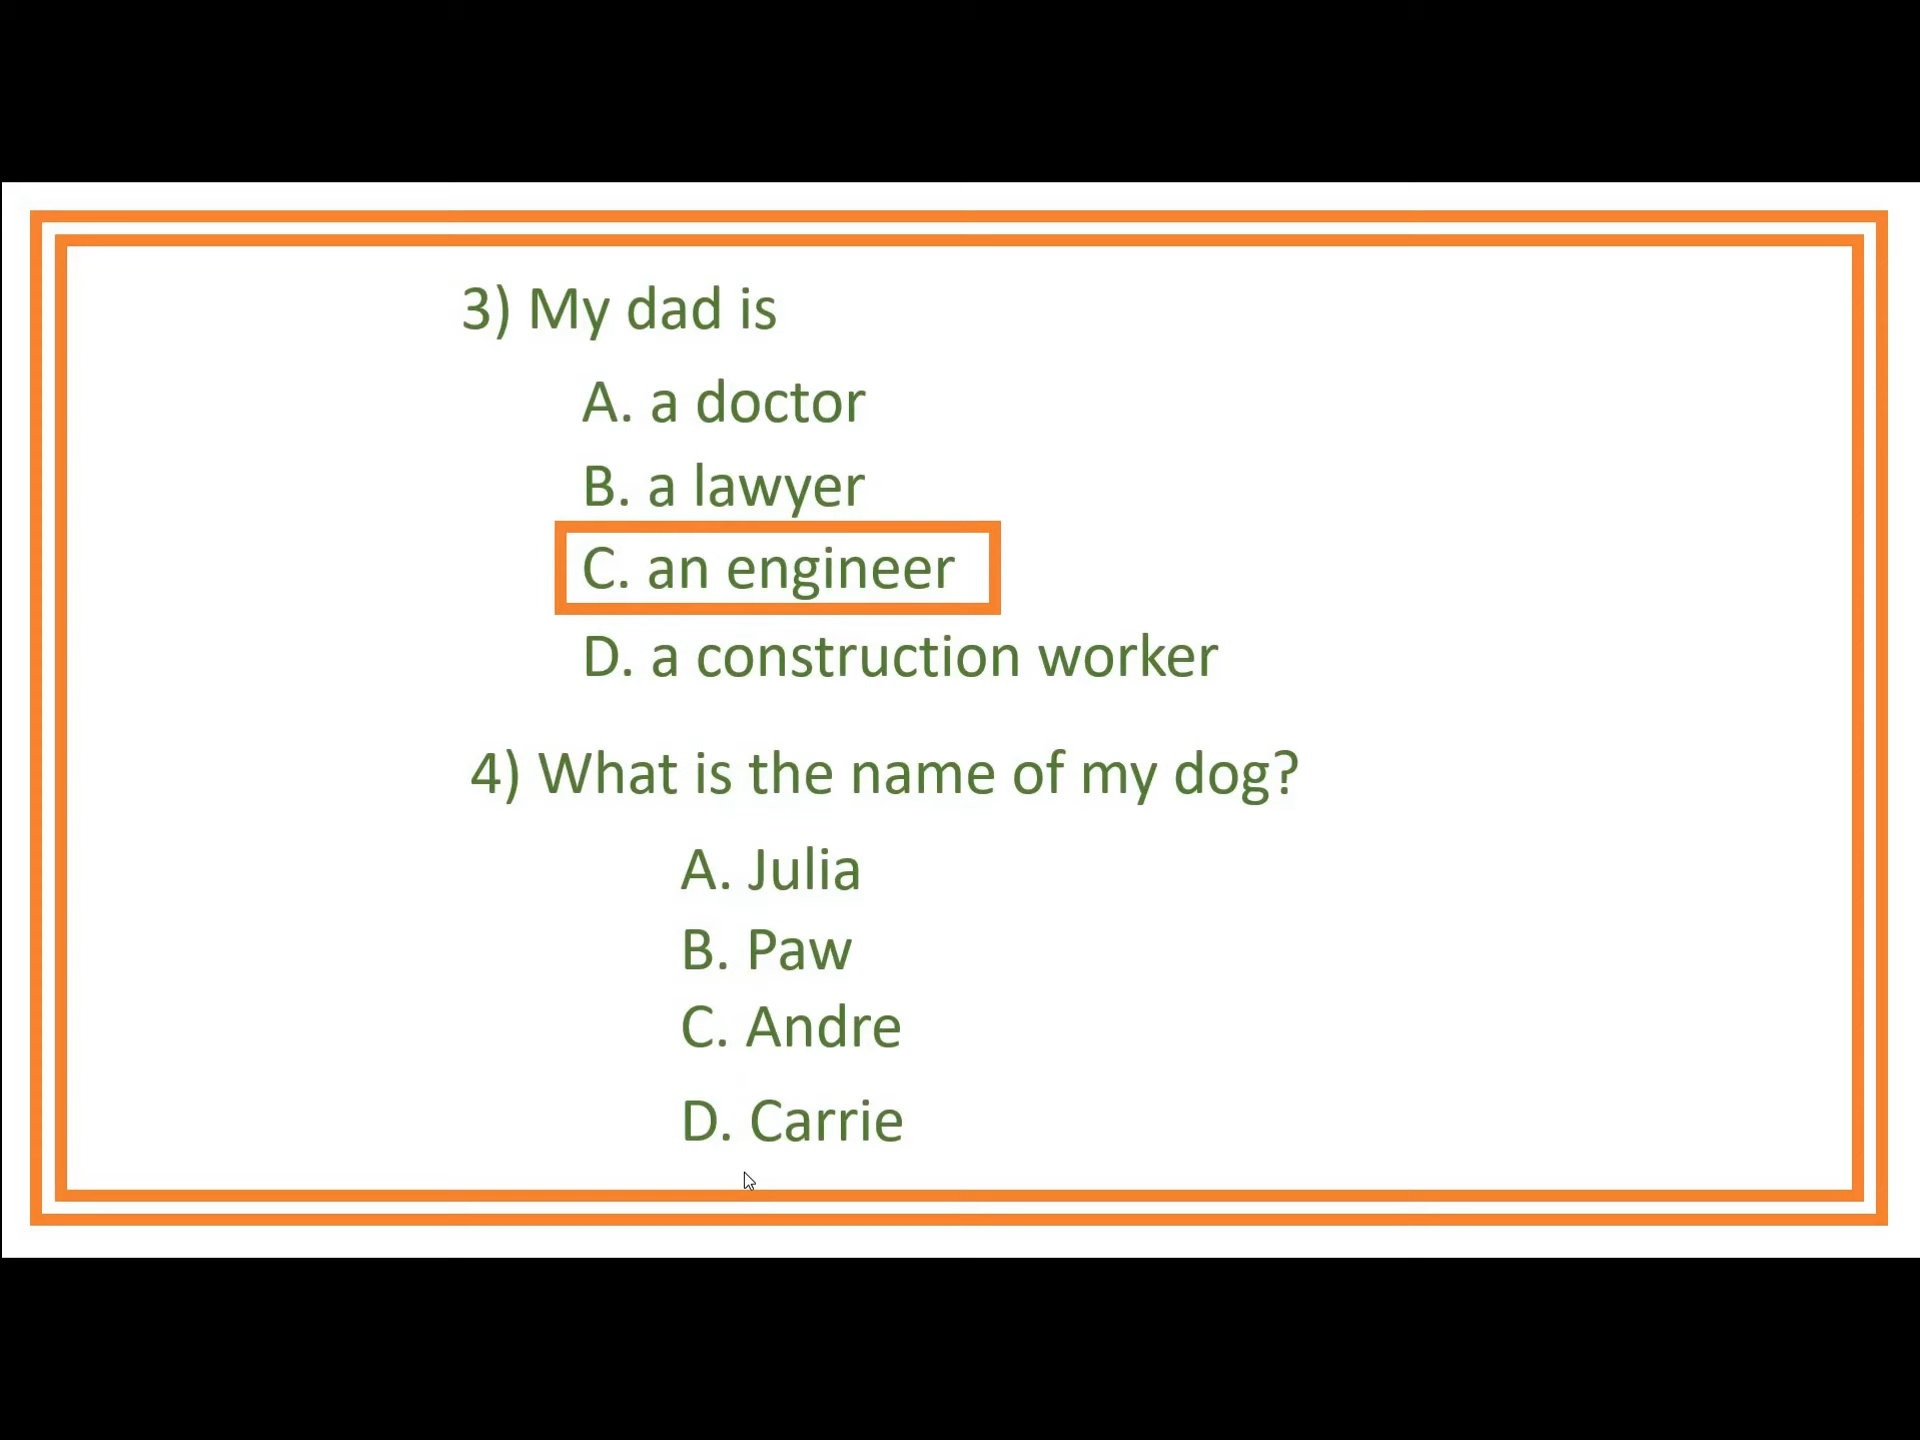 3) My dad is
A. a doctor
B. a lawyer
C. an engineer
D. a construction worker
4) What is the name of my dog?
A. Julia
B. Paw
C. Andre
D. Carrie